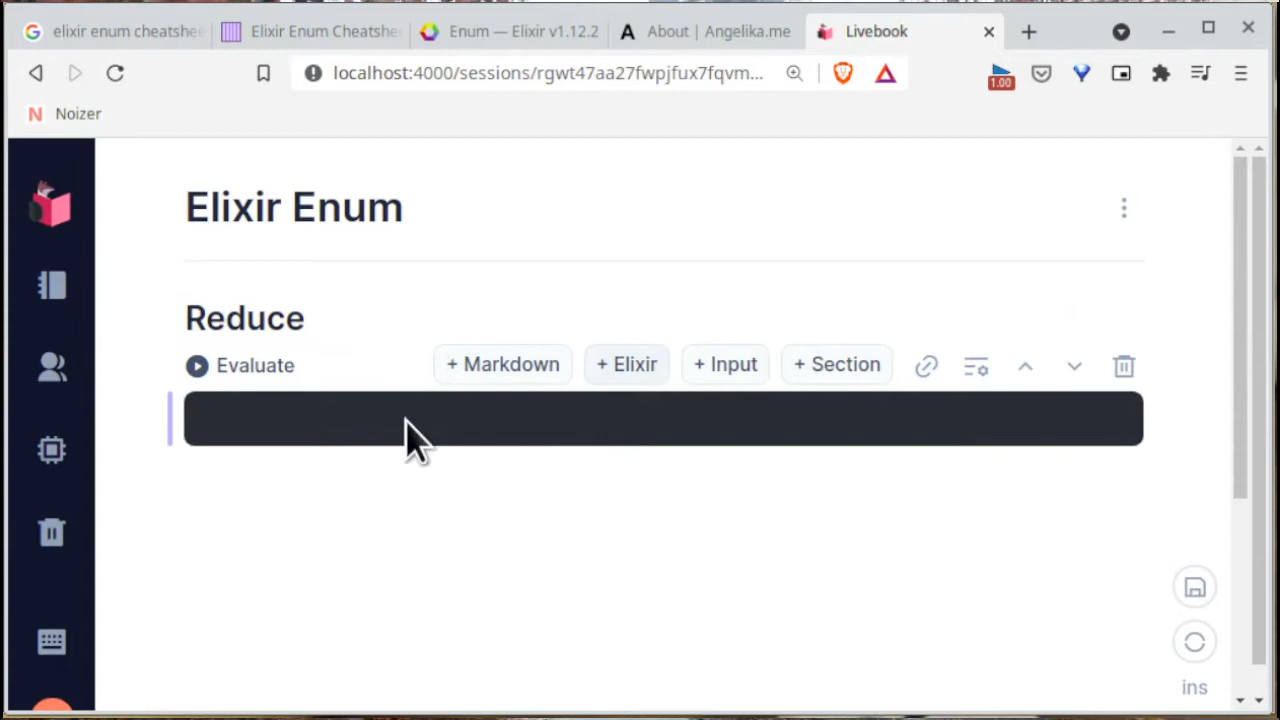 elixir enum cheatshee
Elixir Enum Cheatshe
Enum — Elixir v1.12.2
About | Angelika.me
Livebook
localhost:4000/sessions/rgwt47aa27fwpjfux7fqvm...
1.00
Noizer
Elixir Enum
Reduce
Evaluate
+ Markdown
+ Elixir
+ Input
+ Section
ins